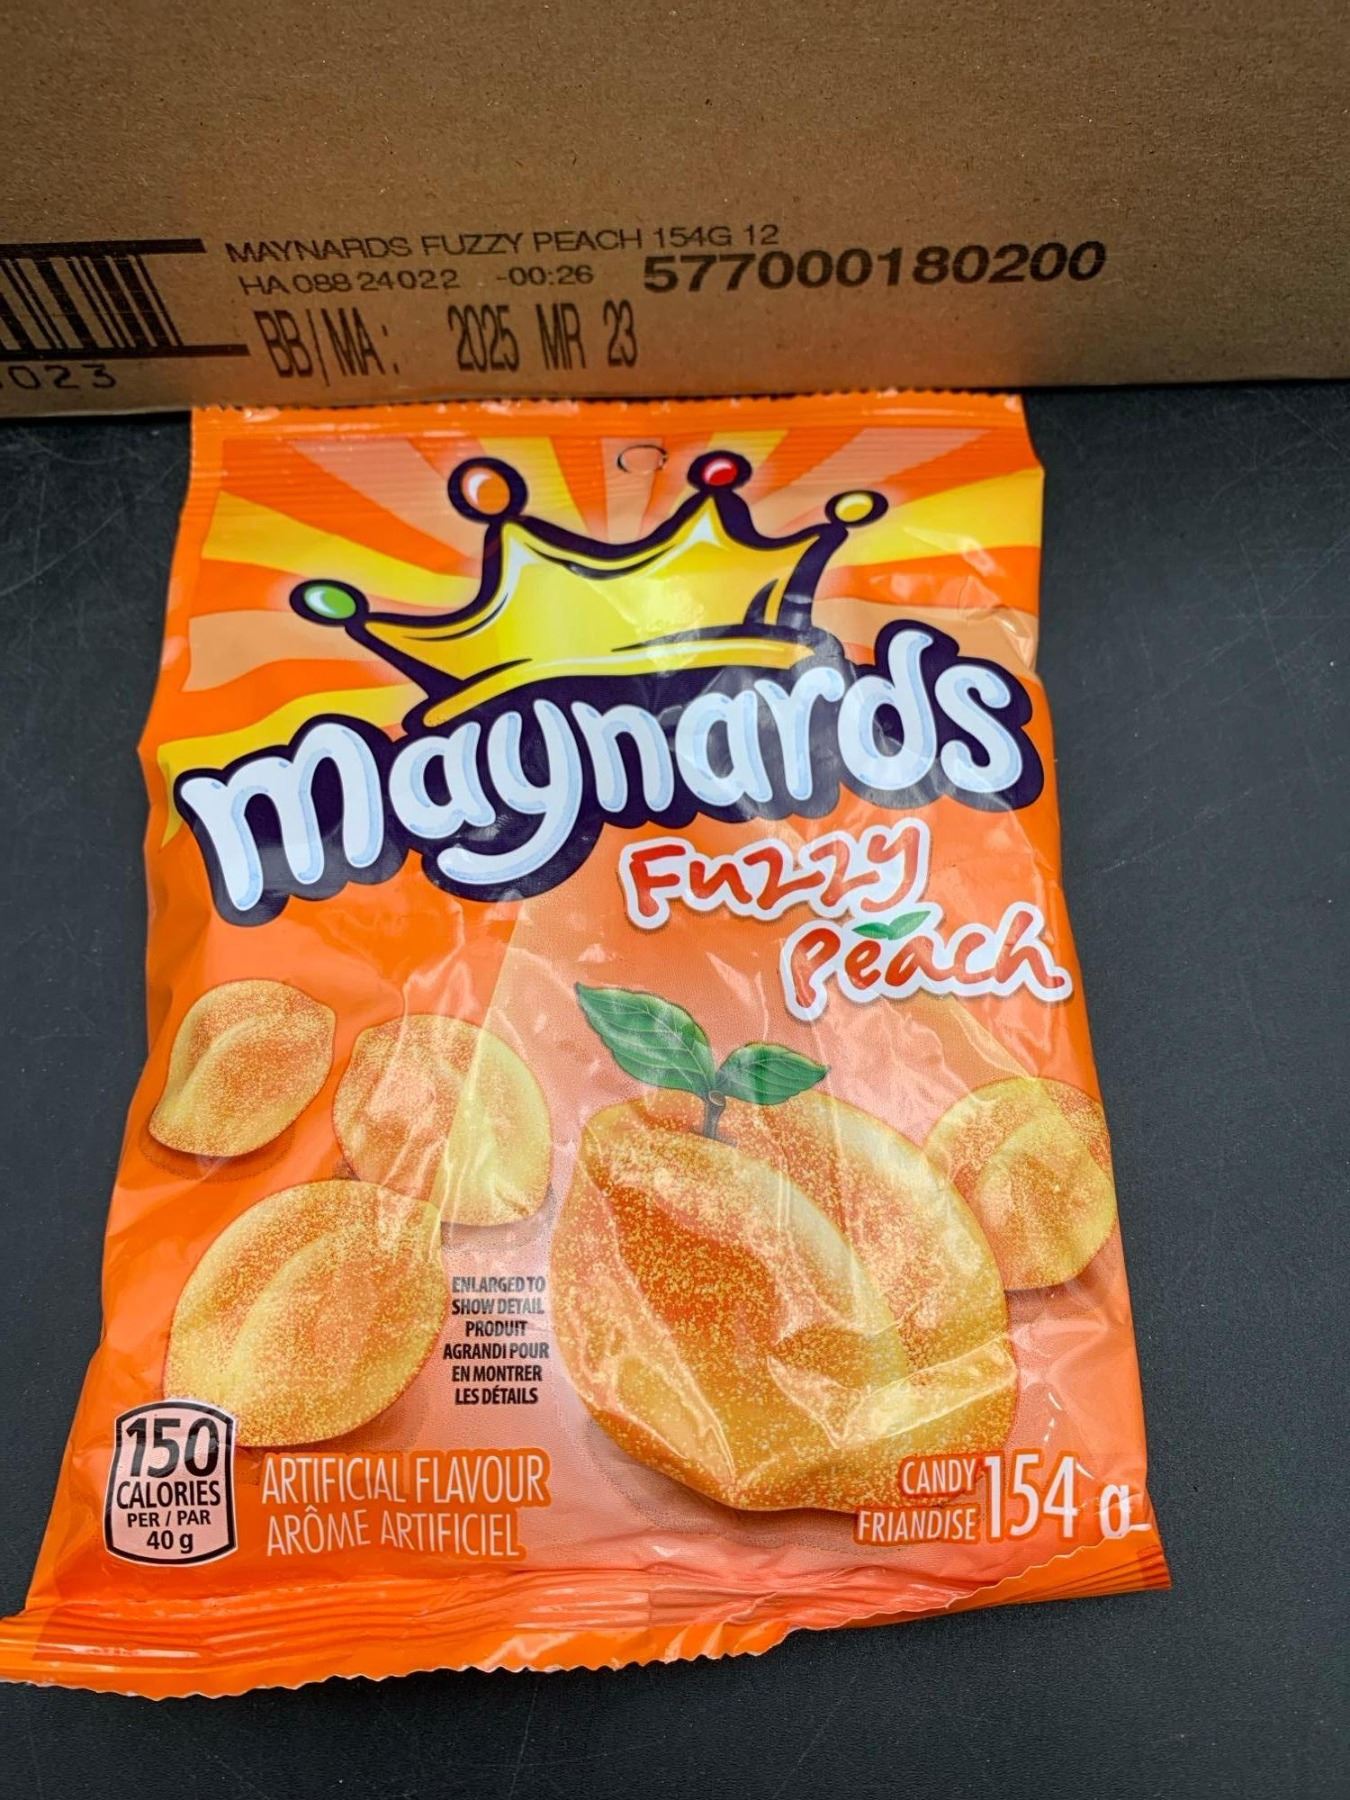 MAYNARDS FUZZY PEACH 154G 12
HA 088 24022 -00:26 577000180200
BB/MA: 2025 MR 23
023
maynards
Fuzzy
Peach
ENLARGED TO
SHOW DETAIL
PRODUIT
AGRANDI POUR
EN MONTRER
LES DÉTAILS
150
CALORIES
PER / PAR
40 g
ARTIFICIAL FLAVOUR
ARÔME ARTIFICIEL
CANDY
FRIANDISE
154 g